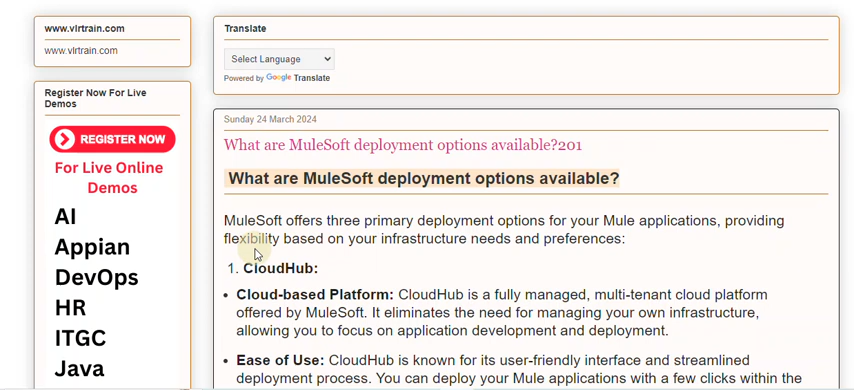 www.vlrtrain.com
www.vlrtrain.com
Register Now For Live
Demos
REGISTER NOW
For Live Online
Demos
AI
Appian
DevOps
HR
ITGC
Java
Translate
Select Language
Powered by Google Translate
Sunday 24 March 2024
What are MuleSoft deployment options available?201
What are MuleSoft deployment options available?
MuleSoft offers three primary deployment options for your Mule applications, providing
flexibility based on your infrastructure needs and preferences:
1. CloudHub:
• Cloud-based Platform: CloudHub is a fully managed, multi-tenant cloud platform
offered by MuleSoft. It eliminates the need for managing your own infrastructure,
allowing you to focus on application development and deployment.
• Ease of Use: CloudHub is known for its user-friendly interface and streamlined
deployment process. You can deploy your Mule applications with a few clicks within the